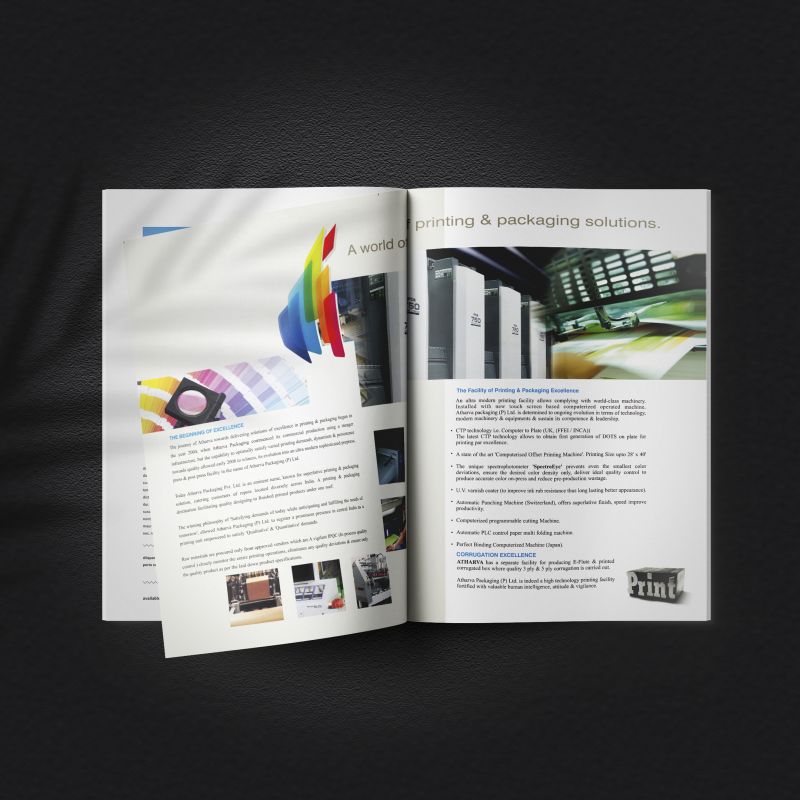 A world of
THE BEGINNING OF EXCELLENCE
The journey of Atharva towards delivering solutions of excellence in printing & packaging began in
the year 2004, when Atharva Packaging commenced its commercial production using a meager
infrastructure, but the capability to optimally satisfy varied printing demands, dynamism & persistence
towards quality allowed early 2008 to witness, its evolution into an ultra modern sophisticated prepress,
press & post press facility in the name of Atharva Packaging (P) Ltd.
Today Atharva Packaging Pvt. Ltd. is an eminent name, known for superlative printing & packaging
solution, catering customers of repute located diversely across India. A printing & packaging
destination facilitating quality designing to finished printed products under one roof.
The winning philosophy of 'Satisfying demands of today while anticipating and fulfilling the needs of
tomorrow', allowed Atharva Packaging (P) Ltd. to register a prominent presence in central India in a
printing unit empowered to satisfy 'Qualitative' & 'Quantitative' demands.
Raw materials are procured only from approved vendors which are A vigilant IPQC (In process quality
control ) closely monitor the entire printing operations, eliminates any quality deviations & ensure only
the quality product as per the laid down product specifications.
available
f printing & packaging solutions.
750
750
The Facility of Printing & Packaging Excellence
An ultra modern printing facility allows complying with world-class machinery.
Installed with new touch screen based computerized operated machine.
Atharva packaging (P) Ltd. is determined to ongoing evolution in terms of technology,
modern machinery & equipments & sustain its competence & leadership.
• CTP technology i.e. Computer to Plate (UK, (FFEI / INCA))
The latest CTP technology allows to obtain first generation of DOTS on plate for
printing par excellence.
• A state of the art 'Computerised Offset Printing Machine'. Printing Size upto 28' x 40'
• The unique spectrophotometer 'SpectroEye' prevents even the smallest color
deviations, ensure the desired color density only, deliver ideal quality control to
produce accurate color on-press and reduce pre-production wastage.
• U.V. varnish coater (to improve ink rub resistance thus long lasting better appearance).
• Automatic Punching Machine (Switzerland), offers superlative finish, speed improve
productivity.
• Computerized programmable cutting Machine.
• Automatic PLC control paper multi folding machine.
• Perfect Binding Computerized Machine (Japan).
CORRUGATION EXCELLENCE
ATHARVA has a separate facility for producing E-Flute & printed
corrugated box where quality 3 ply & 5 ply corrugation is carried out.
Atharva Packaging (P) Ltd. is indeed a high technology printing facility
fortified with valuable human intelligence, attitude & vigilance.
Print